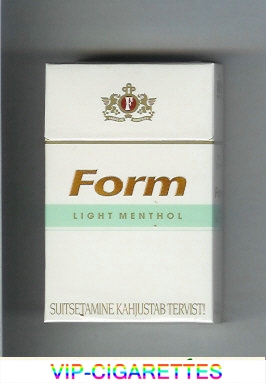 F
Form
LIGHT MENTHOL
SUITSETAMINE KAHJUSTAB TERVIST!
VIP-CIGARETTES